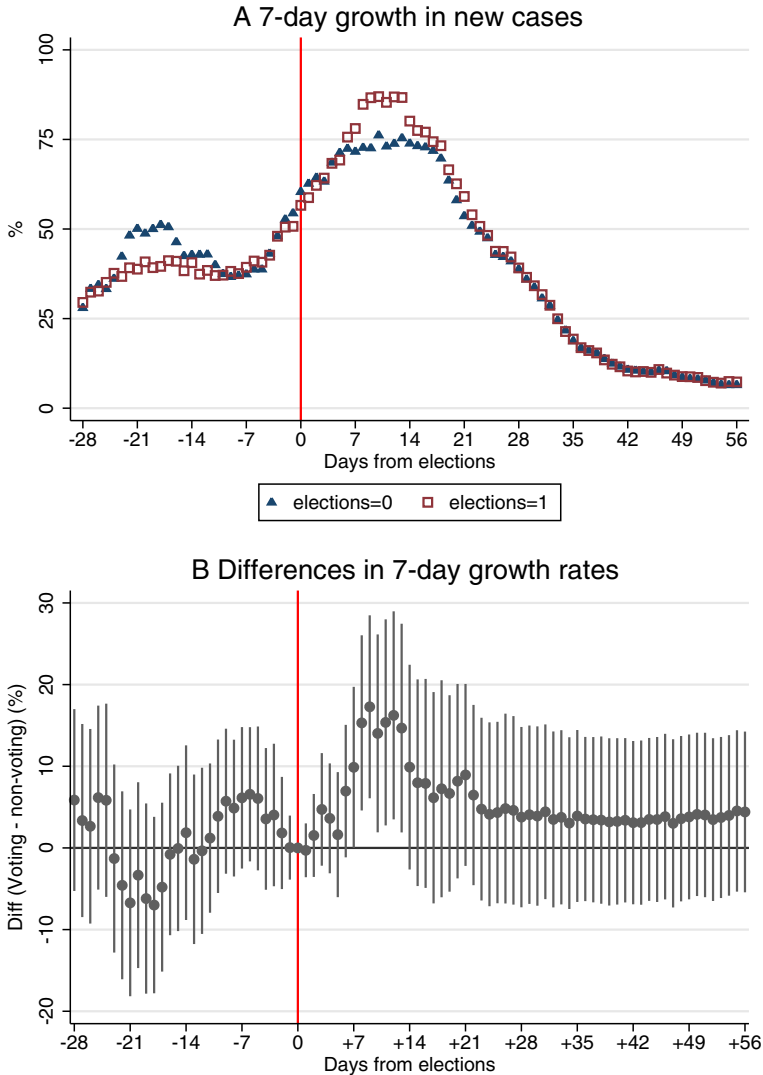 A 7-day growth in new cases
100
75
50
25
0
%
-28 -21 -14 -7 0 7 14 21 28 35 42 49 56
Days from elections
elections=0 elections=1
B Differences in 7-day growth rates
30
20
10
0
-10
-20
Diff (Voting - non-voting) (%)
-28 -21 -14 -7 0 +7 +14 +21 +28 +35 +42 +49 +56
Days from elections